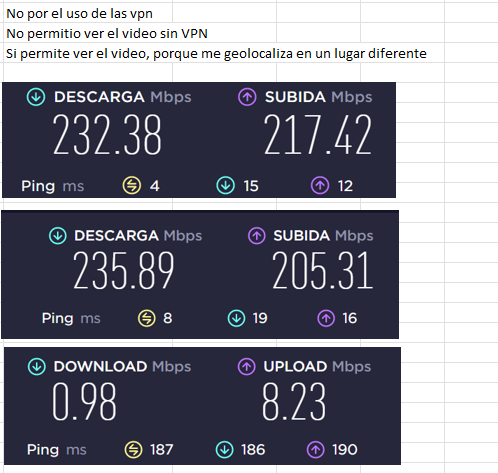 No por el uso de las vpn
No permitio ver el video sin VPN
Si permite ver el video, porque me geolocaliza en un lugar diferente
DESCARGA Mbps SUBIDA Mbps
232.38 217.42
Ping ms 4 15 12
DESCARGA Mbps SUBIDA Mbps
235.89 205.31
Ping ms 8 19 16
DOWNLOAD Mbps UPLOAD Mbps
0.98 8.23
Ping ms 187 186 190